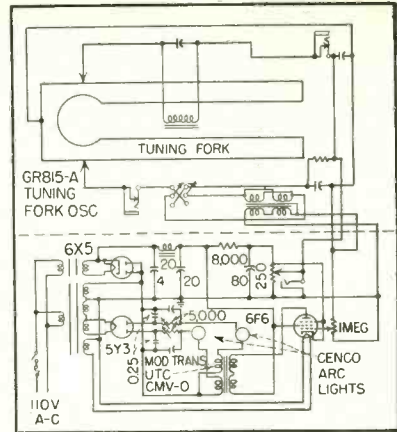 TUNING FORK
GR815-A
TUNING
FORK OSC
6X5
20
4
20
8,000
80
250
5Y3
0.25
5,000
6F6
1MEG
MOD TRANS
UTC
CMV-0
CENCO
ARC
LIGHTS
110V
A-C